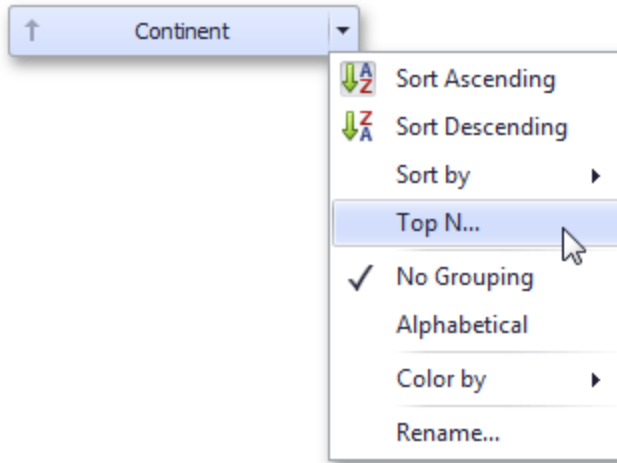 Continent
Sort Ascending
Sort Descending
Sort by
Top N...
No Grouping
Alphabetical
Color by
Rename...